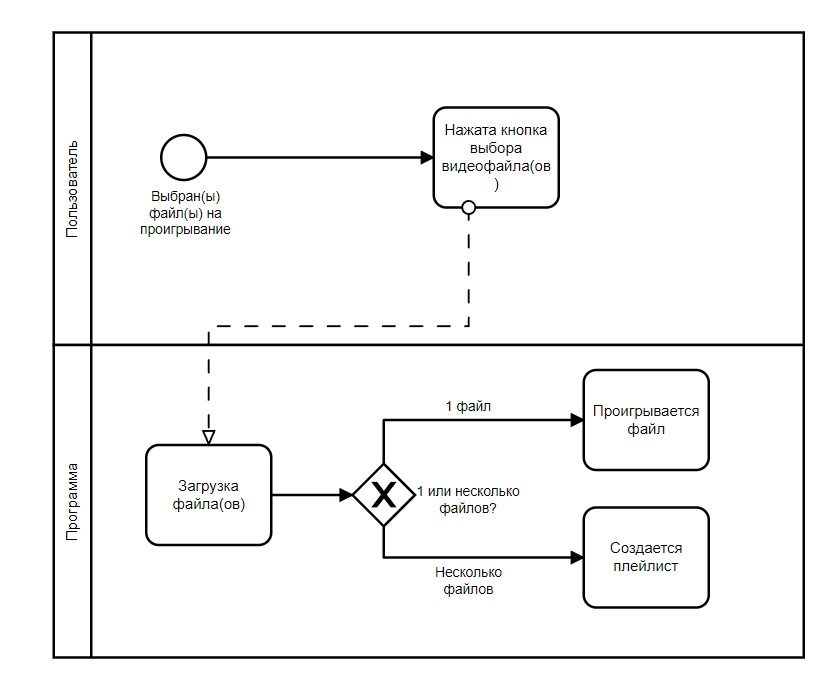 Пользователь
Выбран(ы)
файл(ы) на
проигрывание
Нажата кнопка
выбора
видеофайла(ов
)
Программа
Загрузка
файла(ов)
1 или несколько
файлов?
1 файл
Проигрывается
файл
Несколько
файлов
Создается
плейлист